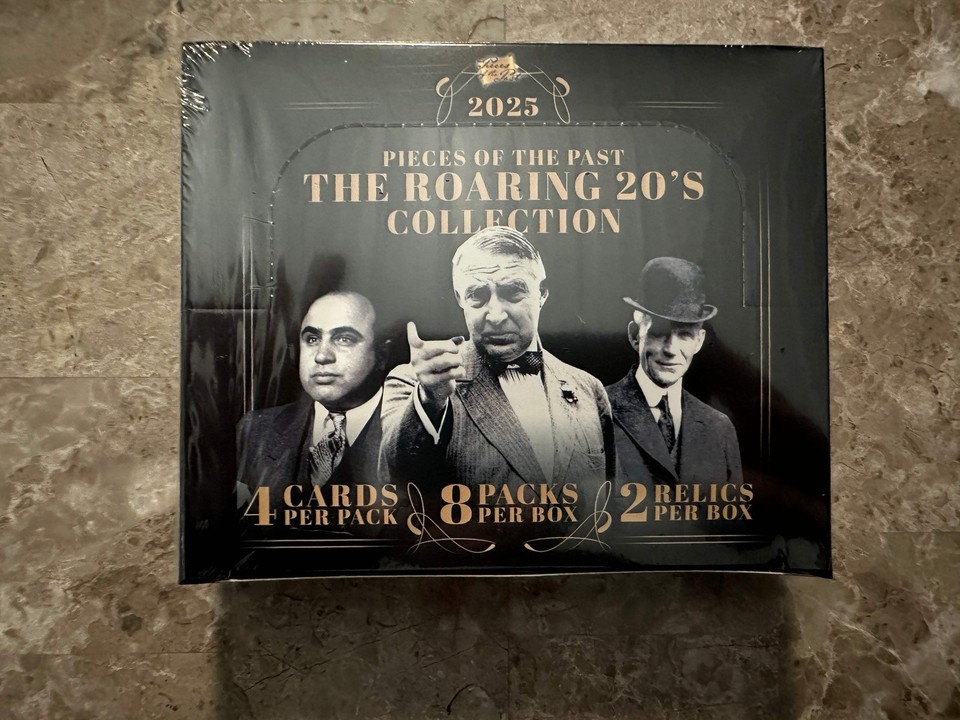 2025
PIECES OF THE PAST
THE ROARING 20'S
COLLECTION
4 CARDS PER PACK
8 PACKS PER BOX
2 RELICS PER BOX